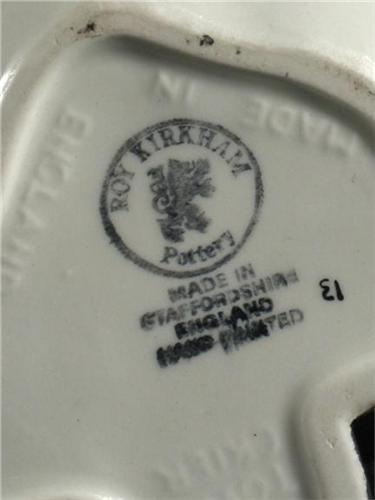 ROY KIRKHAM
Pottery
MADE IN
STAFFORDSHIRE
ENGLAND
HAND PAINTED
13
MADE IN
ENGLAND